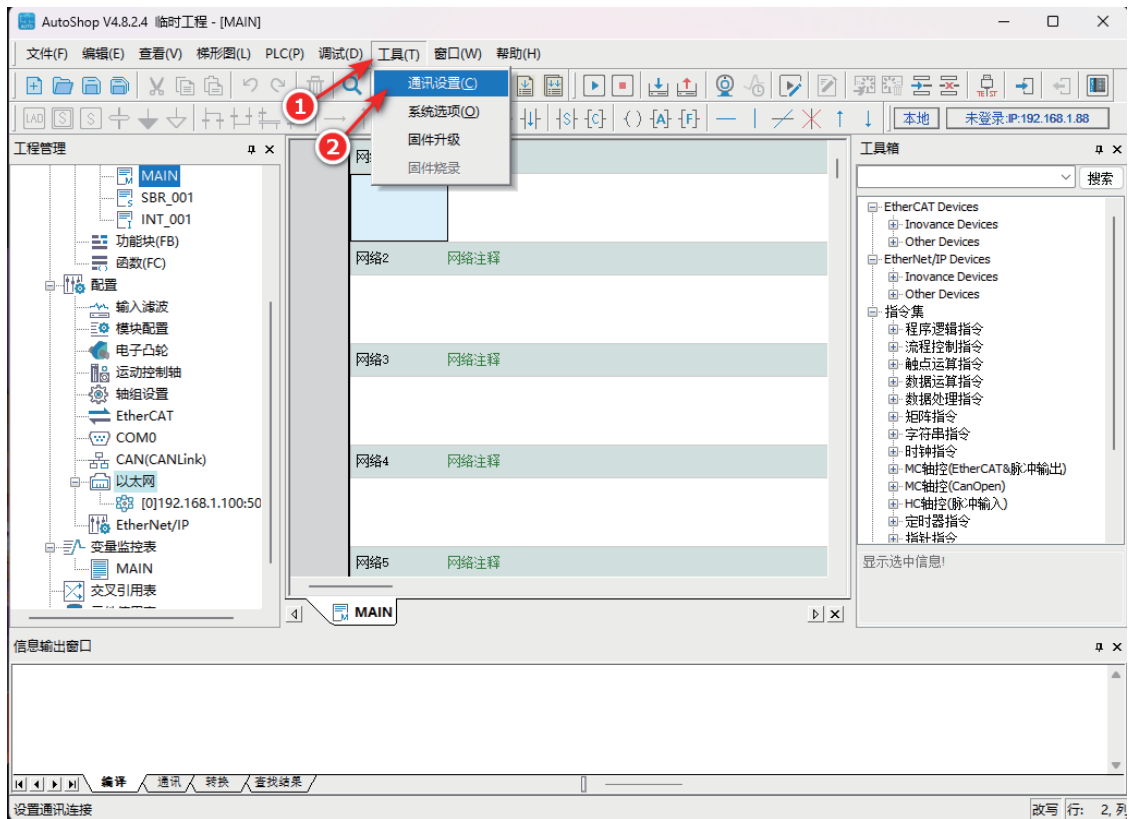 AutoShop V4.8.2.4 临时工程 - [MAIN]
文件(F) 编辑(E) 查看(V) 梯形图(L) PLC(P) 调试(D) 工具(T) 窗口(W) 帮助(H)
通讯设置(C)
系统选项(O)
固件升级
固件烧录
1
2
LAD
本地
未登录:IP:192.168.1.88
工程管理
MAIN
SBR_001
INT_001
功能块(FB)
函数(FC)
配置
输入滤波
模块配置
电子凸轮
运动控制轴
轴组设置
EtherCAT
COM0
CAN(CANLink)
以太网
[0]192.168.1.100:50
EtherNet/IP
变量监控表
MAIN
交叉引用表
网络2 网络注释
网络3 网络注释
网络4 网络注释
网络5 网络注释
MAIN
工具箱
搜索
EtherCAT Devices
Inovance Devices
Other Devices
EtherNet/IP Devices
Inovance Devices
Other Devices
指令集
程序逻辑指令
流程控制指令
触点运算指令
数据运算指令
数据处理指令
矩阵指令
字符串指令
时钟指令
MC轴控(EtherCAT&脉冲输出)
MC轴控(CanOpen)
HC轴控(脉冲输入)
定时器指令
指针指令
显示选中信息!
信息输出窗口
编译 通讯 转换 查找结果
设置通讯连接
改写 行: 2, 列